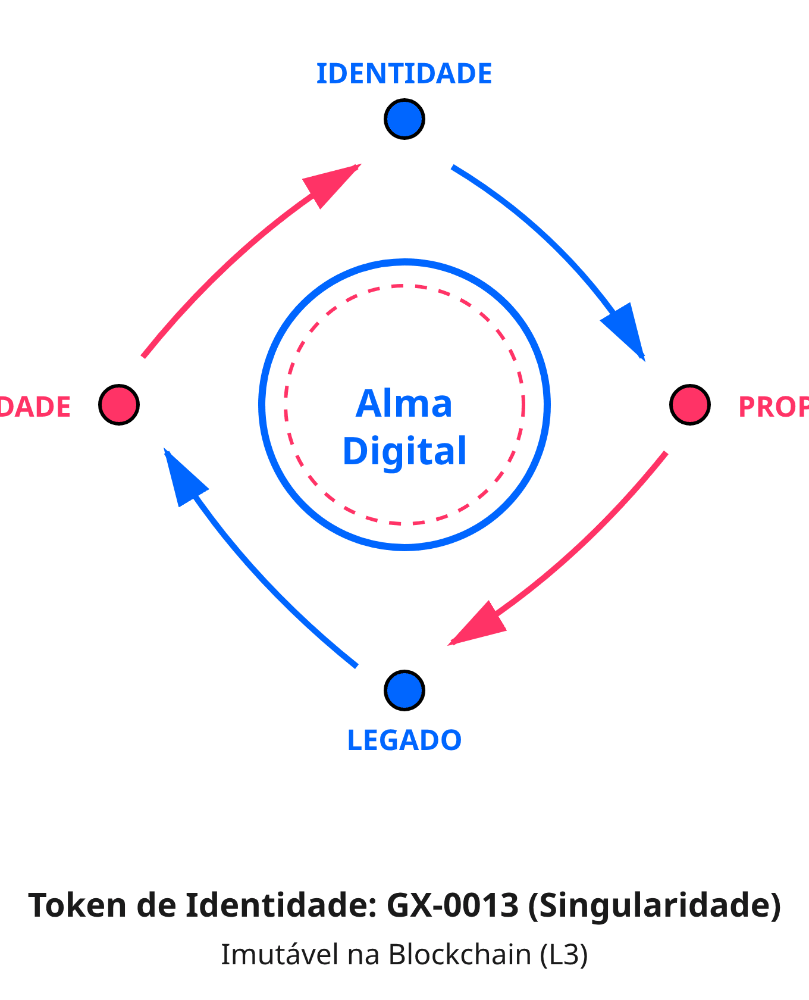 IDENTIDADE
DADE
PROP
Alma
Digital
LEGADO
Token de Identidade: GX-0013 (Singularidade)
Imutável na Blockchain (L3)